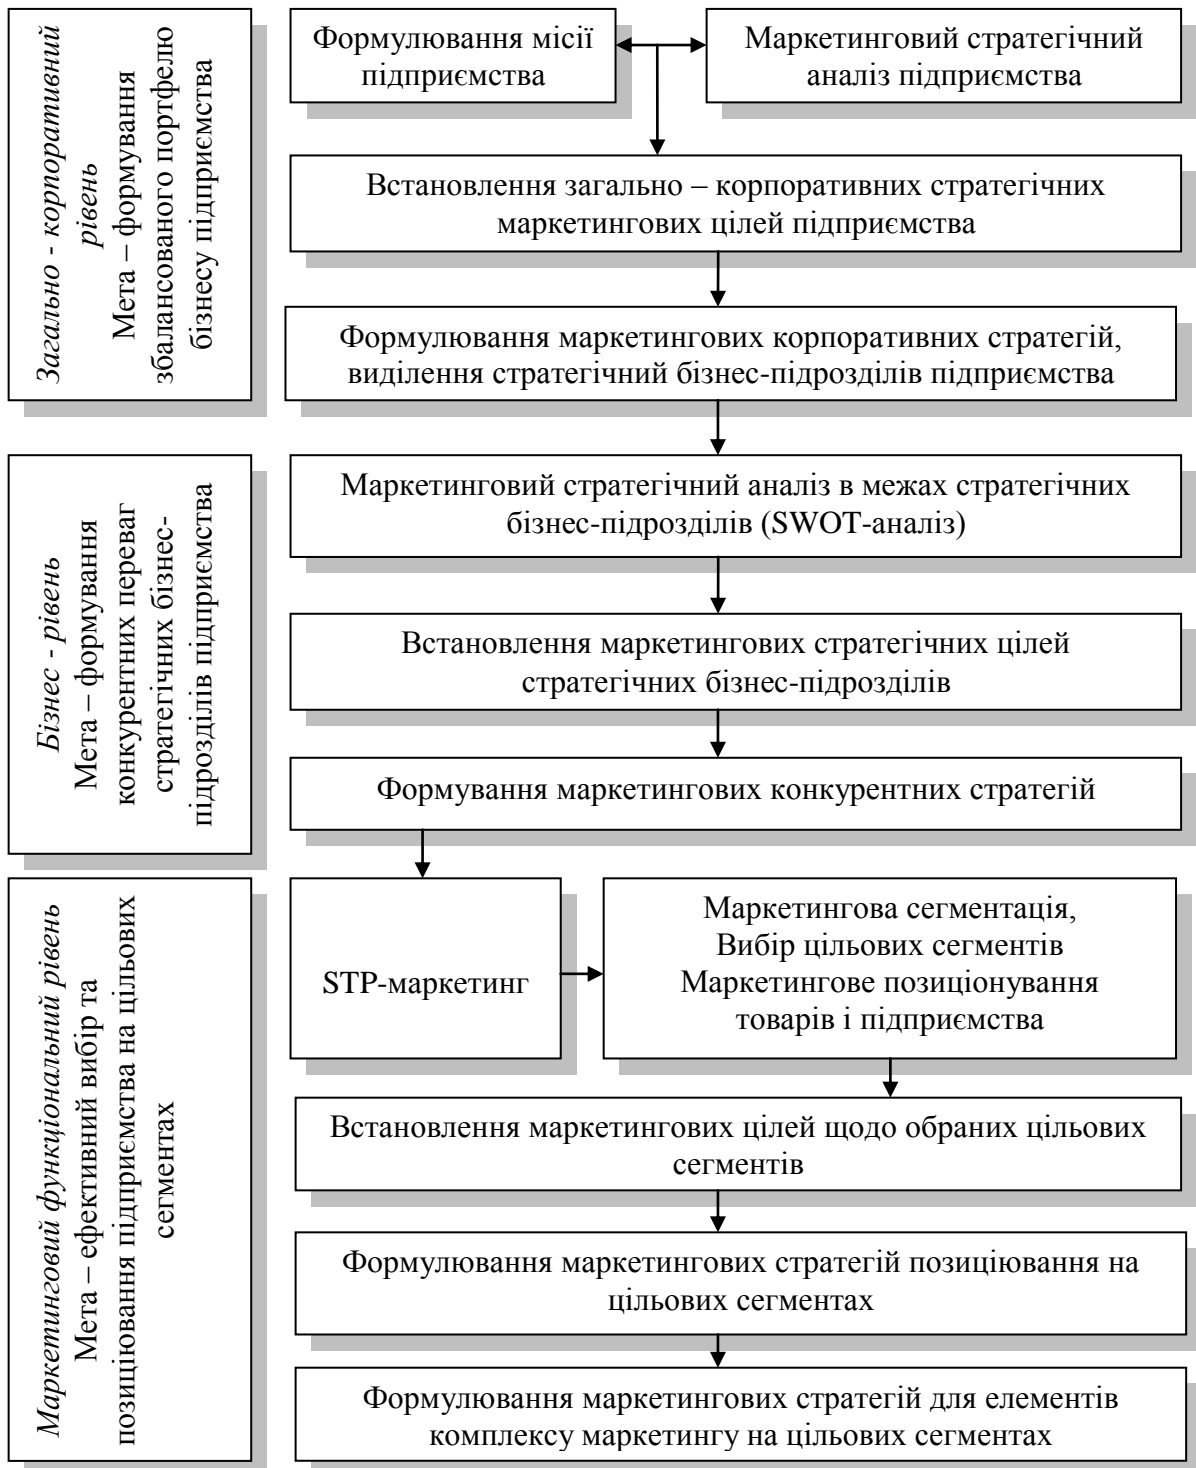 Загально - корпоративний
рівень
Мета – формування
збалансованого портфелю
бізнесу підприємства
Формулювання місії
підприємства
Маркетинговий стратегічний
аналіз підприємства
Встановлення загально – корпоративних стратегічних
маркетингових цілей підприємства
Формулювання маркетингових корпоративних стратегій,
виділення стратегічний бізнес-підрозділів підприємства
Бізнес - рівень
Мета – формування
конкурентних переваг
стратегічних бізнес-
підрозділів підприємства
Маркетинговий стратегічний аналіз в межах стратегічних
бізнес-підрозділів (SWOT-аналіз)
Встановлення маркетингових стратегічних цілей
стратегічних бізнес-підрозділів
Формування маркетингових конкурентних стратегій
Маркетинговий функціональний рівень
Мета – ефективний вибір та
позиціювання підприємства на цільових
сегментах
STP-маркетинг
Маркетингова сегментація,
Вибір цільових сегментів
Маркетингове позиціонування
товарів і підприємства
Встановлення маркетингових цілей щодо обраних цільових
сегментів
Формулювання маркетингових стратегій позиціювання на
цільових сегментах
Формулювання маркетингових стратегій для елементів
комплексу маркетингу на цільових сегментах